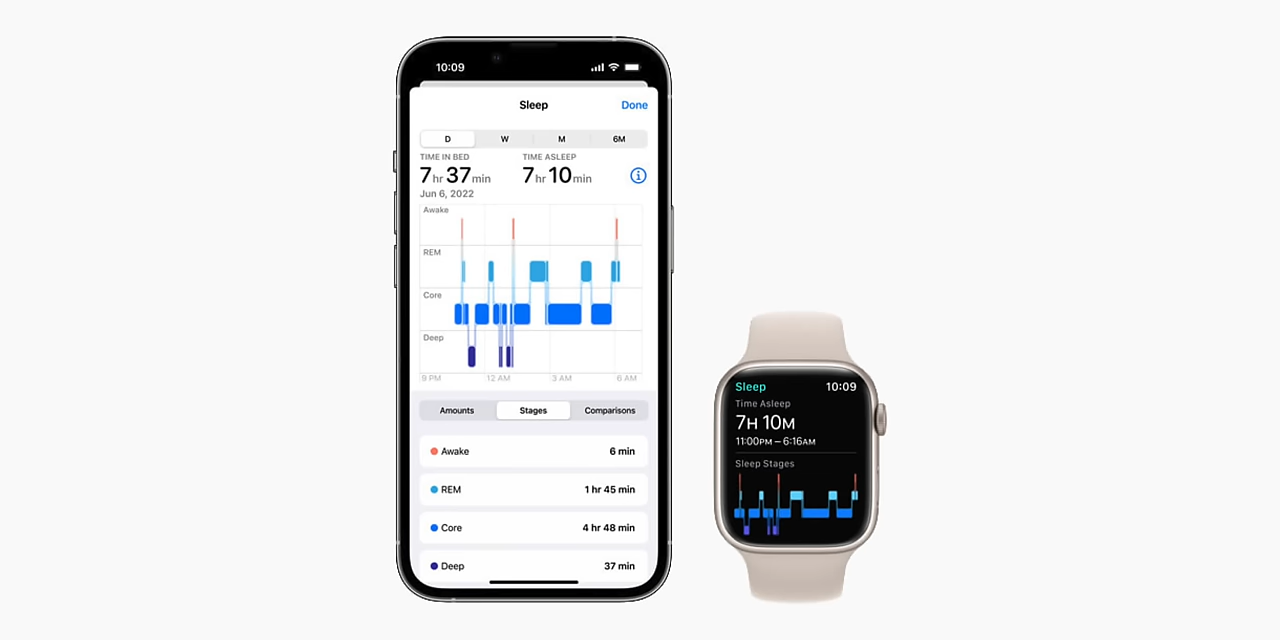 10:09
Sleep Done
D W M 6M
TIME IN BED TIME ASLEEP
7 hr 37 min 7 hr 10 min
Jun 6, 2022
Awake
REM
Core
Deep
9 PM 12 AM 3 AM 6 AM
Amounts Stages Comparisons
Awake 6 min
REM 1 hr 45 min
Core 4 hr 48 min
Deep 37 min
Sleep 10:09
Time Asleep
7H 10M
11:00PM – 6:16AM
Sleep Stages